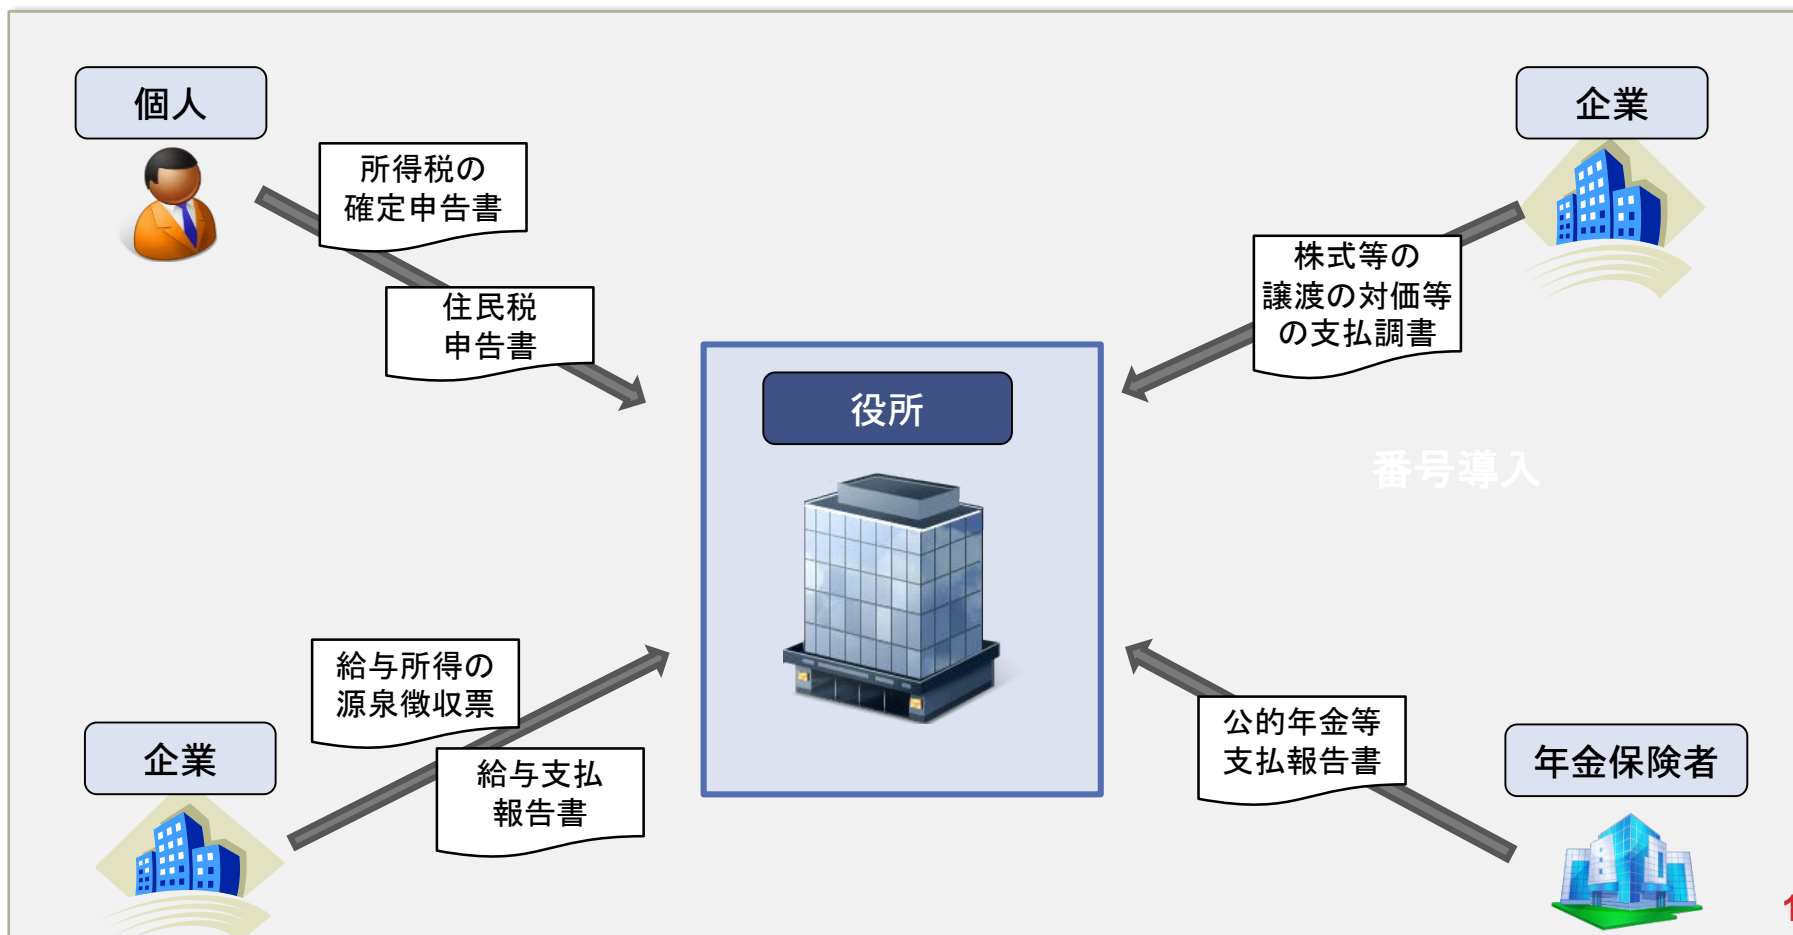 個人
企業
所得税の
確定申告書
住民税
申告書
株式等の
譲渡の対価等
の支払調書
役所
番号導入
給与所得の
源泉徴収票
給与支払
報告書
企業
公的年金等
支払報告書
年金保険者
1